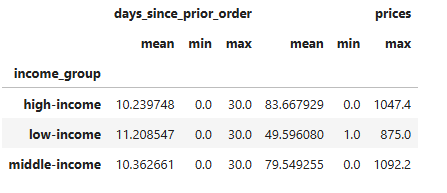 days_since_prior_order prices
mean min max mean min max
income_group
high-income 10.239748 0.0 30.0 83.667929 0.0 1047.4
low-income 11.208547 0.0 30.0 49.596080 1.0 875.0
middle-income 10.362661 0.0 30.0 79.549255 0.0 1092.2